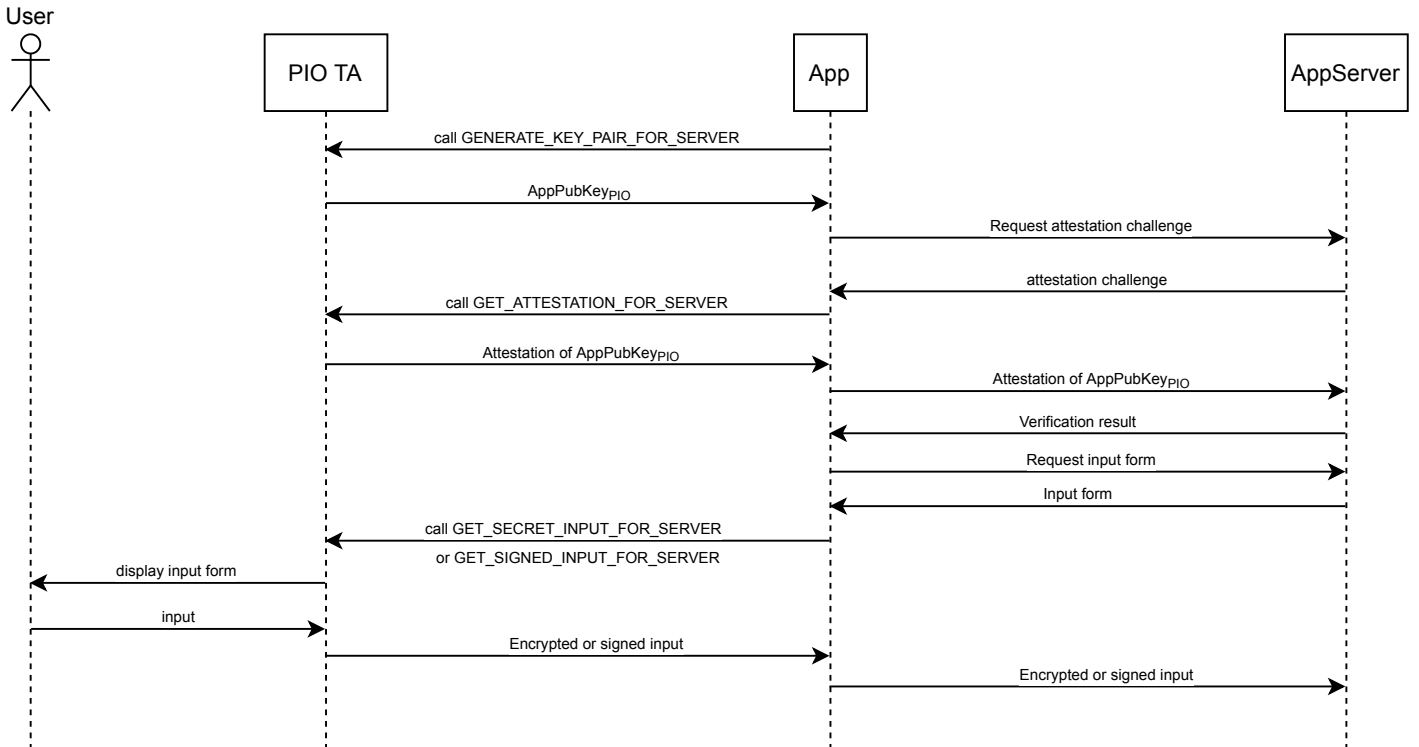 User
PIO TA
App
AppServer
call GENERATE_KEY_PAIR_FOR_SERVER
AppPubKeyPIO
Request attestation challenge
attestation challenge
call GET_ATTESTATION_FOR_SERVER
Attestation of AppPubKeyPIO
Attestation of AppPubKeyPIO
Verification result
Request input form
Input form
call GET_SECRET_INPUT_FOR_SERVER
or GET_SIGNED_INPUT_FOR_SERVER
display input form
input
Encrypted or signed input
Encrypted or signed input